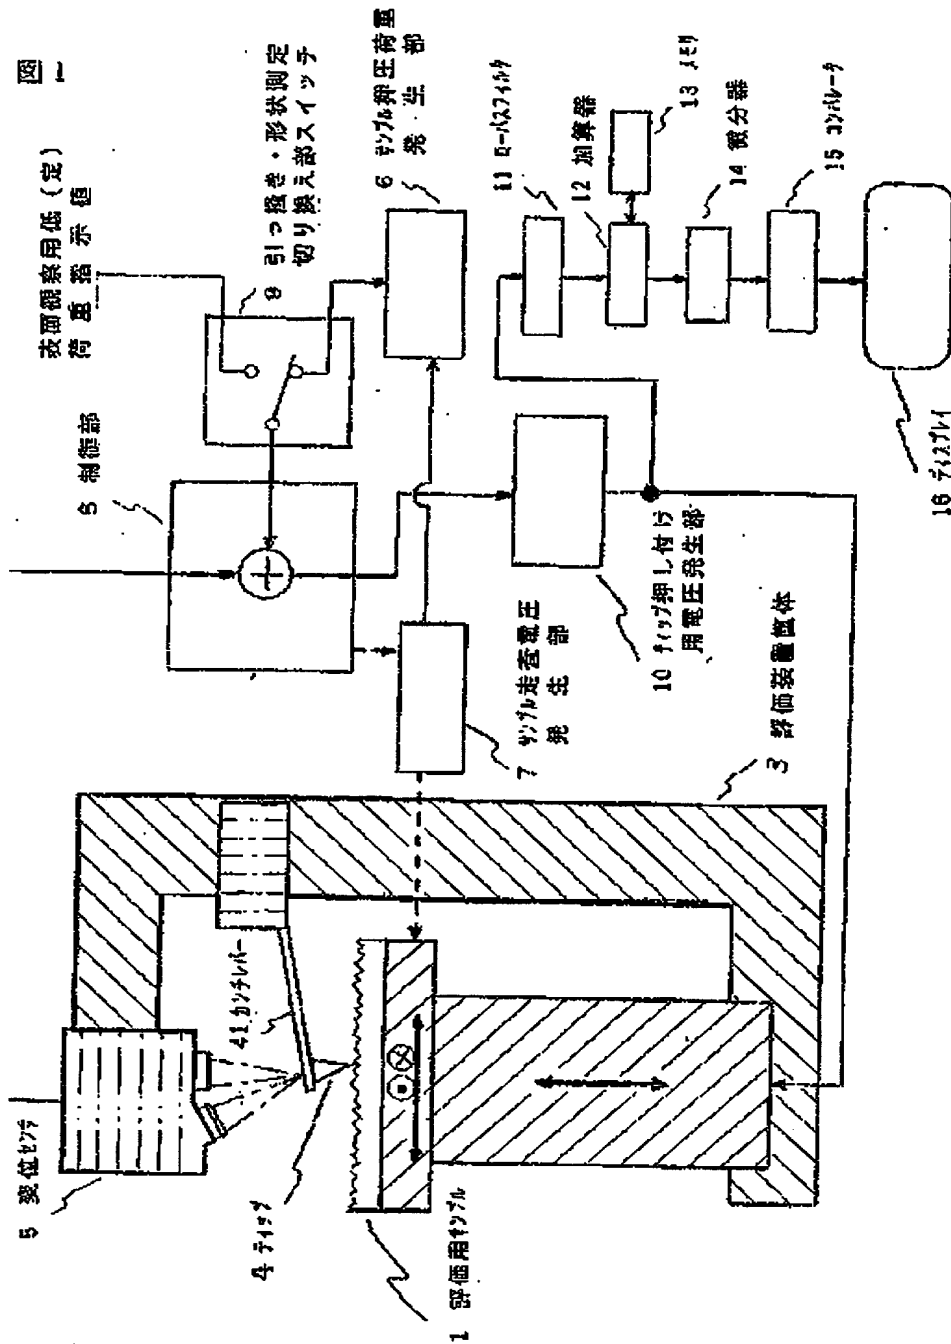 図1
表面観察用低(定)
荷重指示値
9 引っ掻き・形状測定
切り換え部スイッチ
6 サンプル押圧荷重
発生部
8 制御部
11 ローパスフィルタ
12 加算器
13 メモリ
14 微分器
15 コンパレータ
16 ディスプレイ
10 ティップ押し付け
用電圧発生部
7 サンプル走査電圧
発生部
3 評価装置筐体
5 変位センサ
41 カンチレバー
4 ティップ
1 評価用サンプル